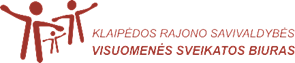 KLAIPĖDOS RAJONO SAVIVALDYBĖS
VISUOMENĖS SVEIKATOS BIURAS